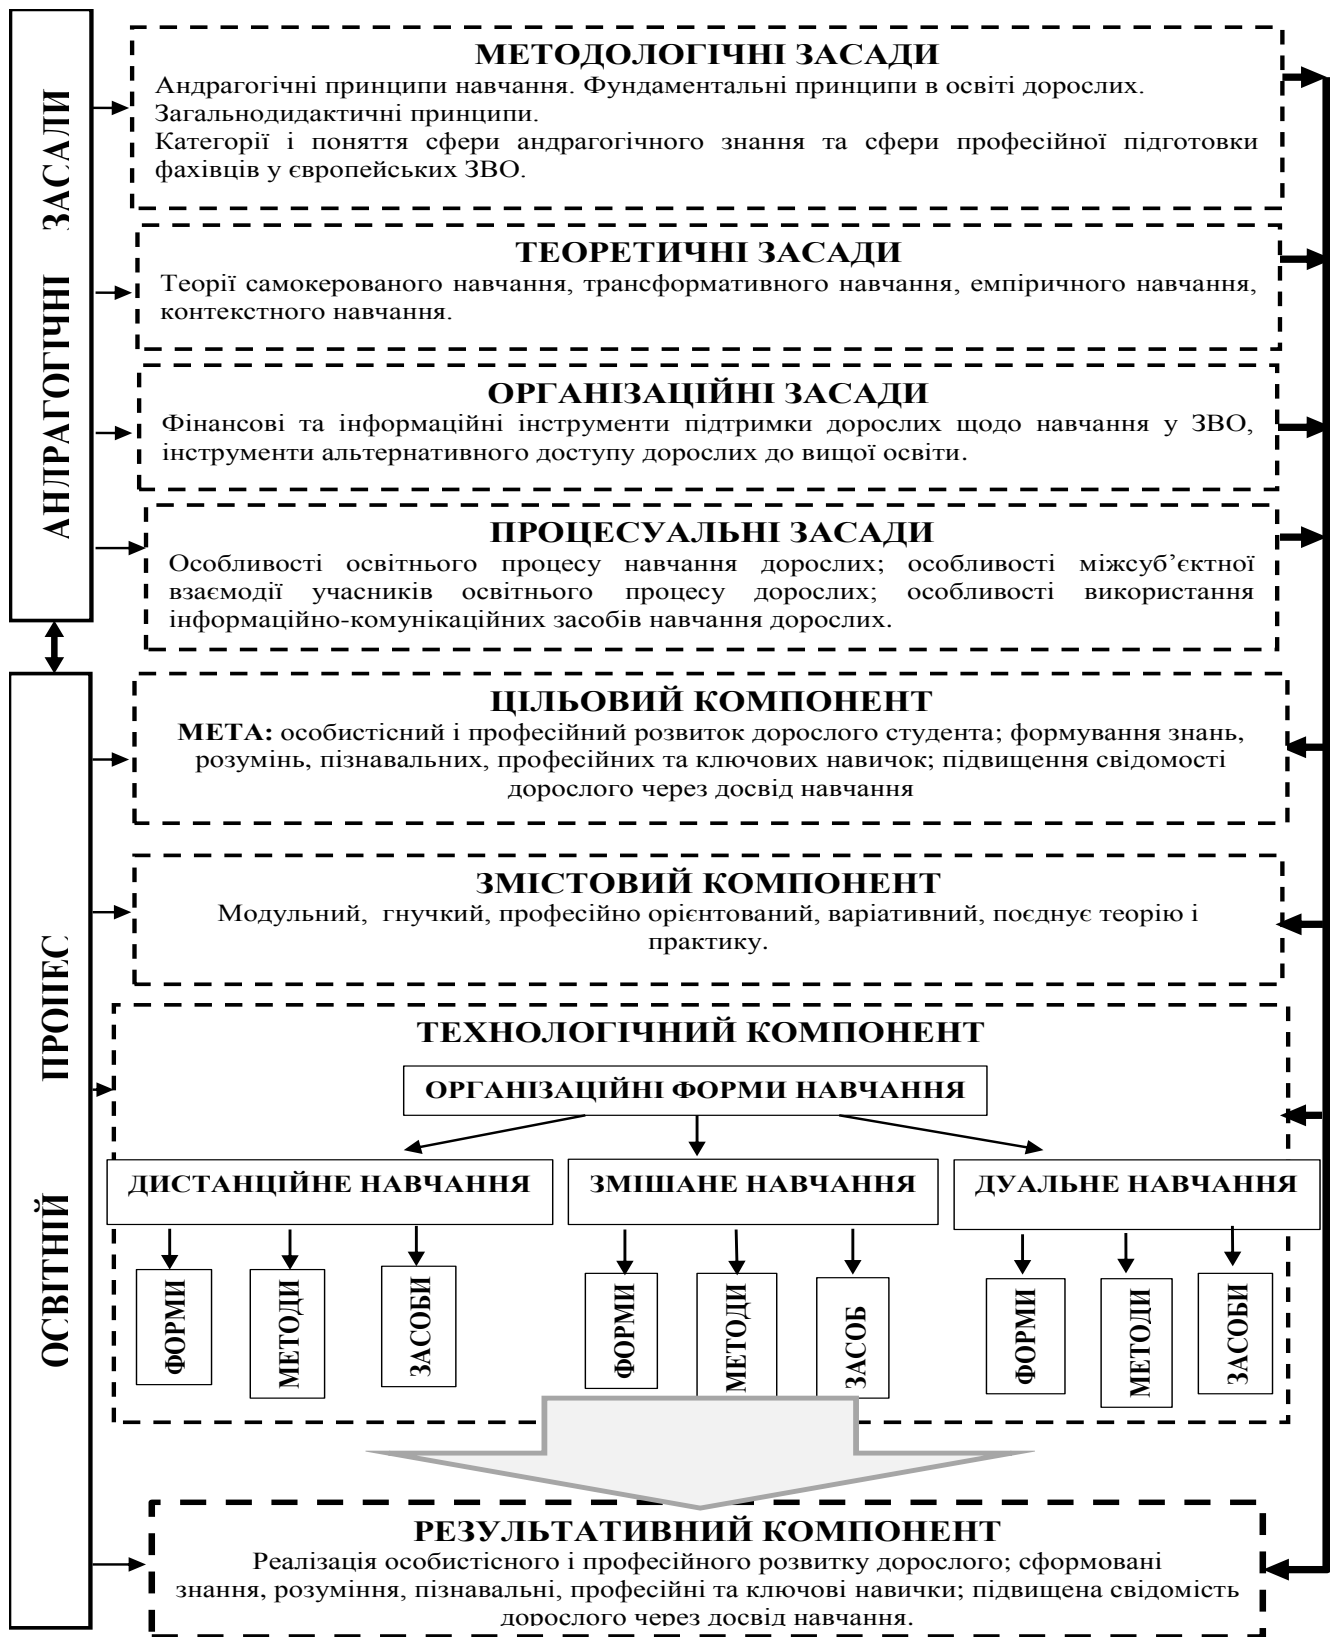 АНДРАГОГІЧНІ ЗАСАДИ
МЕТОДОЛОГІЧНІ ЗАСАДИ
Андрагогічні принципи навчання. Фундаментальні принципи в освіті дорослих.
Загальнодидактичні принципи.
Категорії і поняття сфери андрагогічного знання та сфери професійної підготовки
фахівців у європейських ЗВО.
ТЕОРЕТИЧНІ ЗАСАДИ
Теорії самокерованого навчання, трансформативного навчання, емпіричного навчання,
контекстного навчання.
ОРГАНІЗАЦІЙНІ ЗАСАДИ
Фінансові та інформаційні інструменти підтримки дорослих щодо навчання у ЗВО,
інструменти альтернативного доступу дорослих до вищої освіти.
ПРОЦЕСУАЛЬНІ ЗАСАДИ
Особливості освітнього процесу навчання дорослих; особливості міжсуб’єктної
взаємодії учасників освітнього процесу дорослих; особливості використання
інформаційно-комунікаційних засобів навчання дорослих.
ОСВІТНІЙ ПРОЦЕС
ЦІЛЬОВИЙ КОМПОНЕНТ
МЕТА: особистісний і професійний розвиток дорослого студента; формування знань,
розумінь, пізнавальних, професійних та ключових навичок; підвищення свідомості
дорослого через досвід навчання
ЗМІСТОВИЙ КОМПОНЕНТ
Модульний, гнучкий, професійно орієнтований, варіативний, поєднує теорію і
практику.
ТЕХНОЛОГІЧНИЙ КОМПОНЕНТ
ОРГАНІЗАЦІЙНІ ФОРМИ НАВЧАННЯ
ДИСТАНЦІЙНЕ НАВЧАННЯ
ЗМІШАНЕ НАВЧАННЯ
ДУАЛЬНЕ НАВЧАННЯ
ФОРМИ
МЕТОДИ
ЗАСОБИ
ФОРМИ
МЕТОДИ
ЗАСОБ
ФОРМИ
МЕТОДИ
ЗАСОБИ
РЕЗУЛЬТАТИВНИЙ КОМПОНЕНТ
Реалізація особистісного і професійного розвитку дорослого; сформовані
знання, розуміння, пізнавальні, професійні та ключові навички; підвищена свідомість
дорослого через досвід навчання.